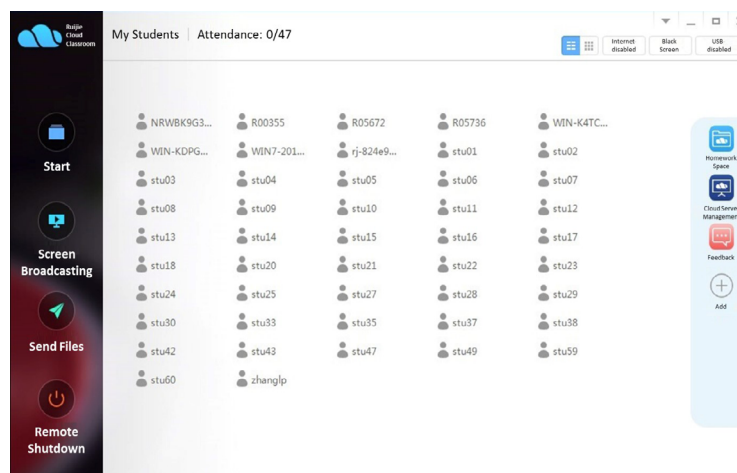 Ruijie
Cloud
Classroom
My Students | Attendance: 0/47
Internet
disabled
Black
Screen
USB
disabled
Start
Screen
Broadcasting
Send Files
Remote
Shutdown
NRWBK9G3... R00355 R05672 R05736 WIN-K4TC...
WIN-KDPG... WIN7-201... rj-824e9... stu01 stu02
stu03 stu04 stu05 stu06 stu07
stu08 stu09 stu10 stu11 stu12
stu13 stu14 stu15 stu16 stu17
stu18 stu20 stu21 stu22 stu23
stu24 stu25 stu27 stu28 stu29
stu30 stu33 stu35 stu37 stu38
stu42 stu43 stu47 stu49 stu59
stu60 zhanglp
Homework
Space
Cloud Serve
Managemen
Feedback
Add